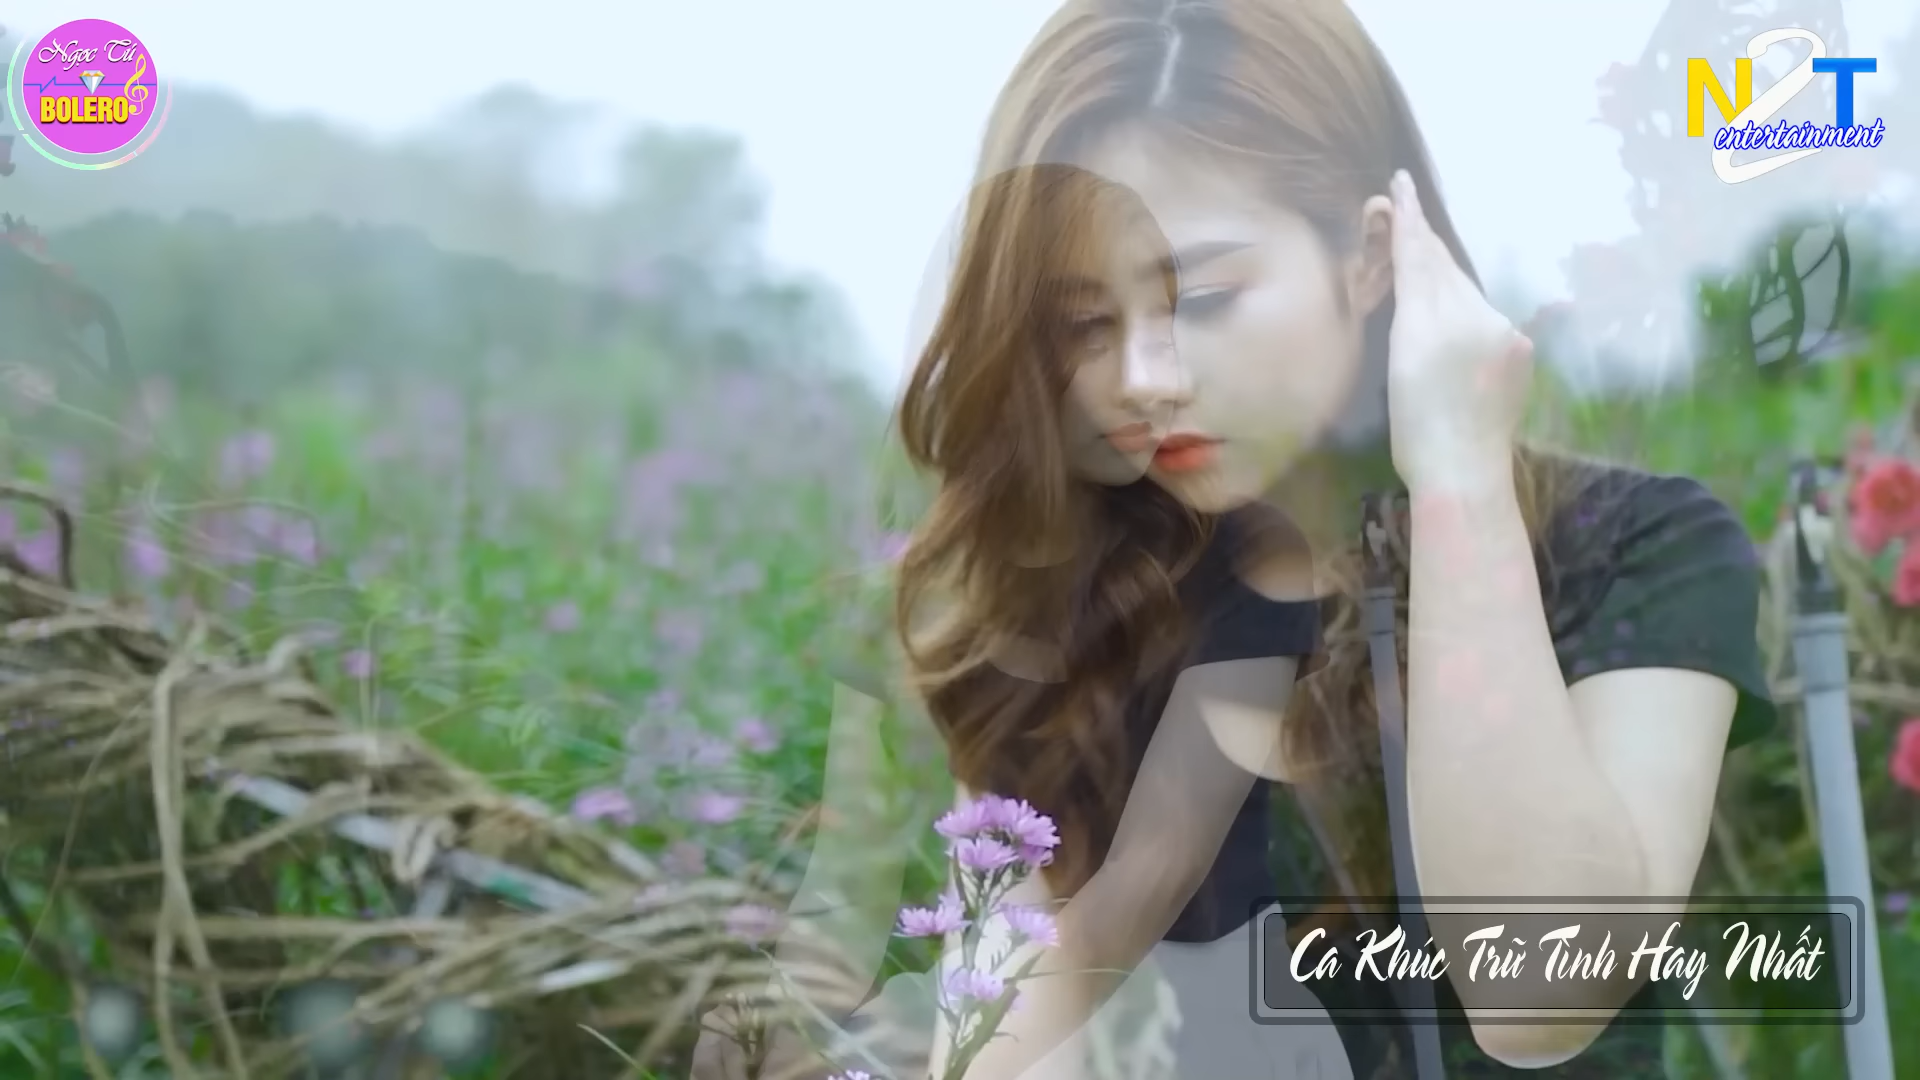 Ngọc Tú
BOLERO
N2T
entertainment
Ca Khúc Trữ Tình Hay Nhất